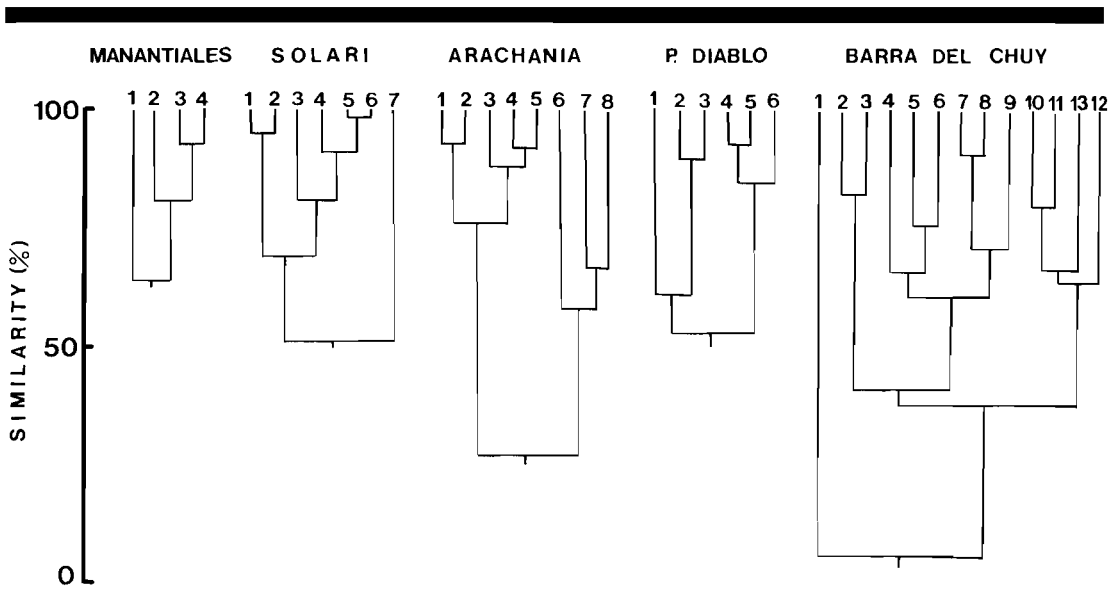 MANANTIALES SOLARI ARACHANIA P. DIABLO BARRA DEL CHUY
1 2 3 4 1 2 3 4 5 6 7 1 2 3 4 5 6 7 8 1 2 3 4 5 6 1 2 3 4 5 6 7 8 9 10 11 13 12
100
50
0
SIMILARITY (%)